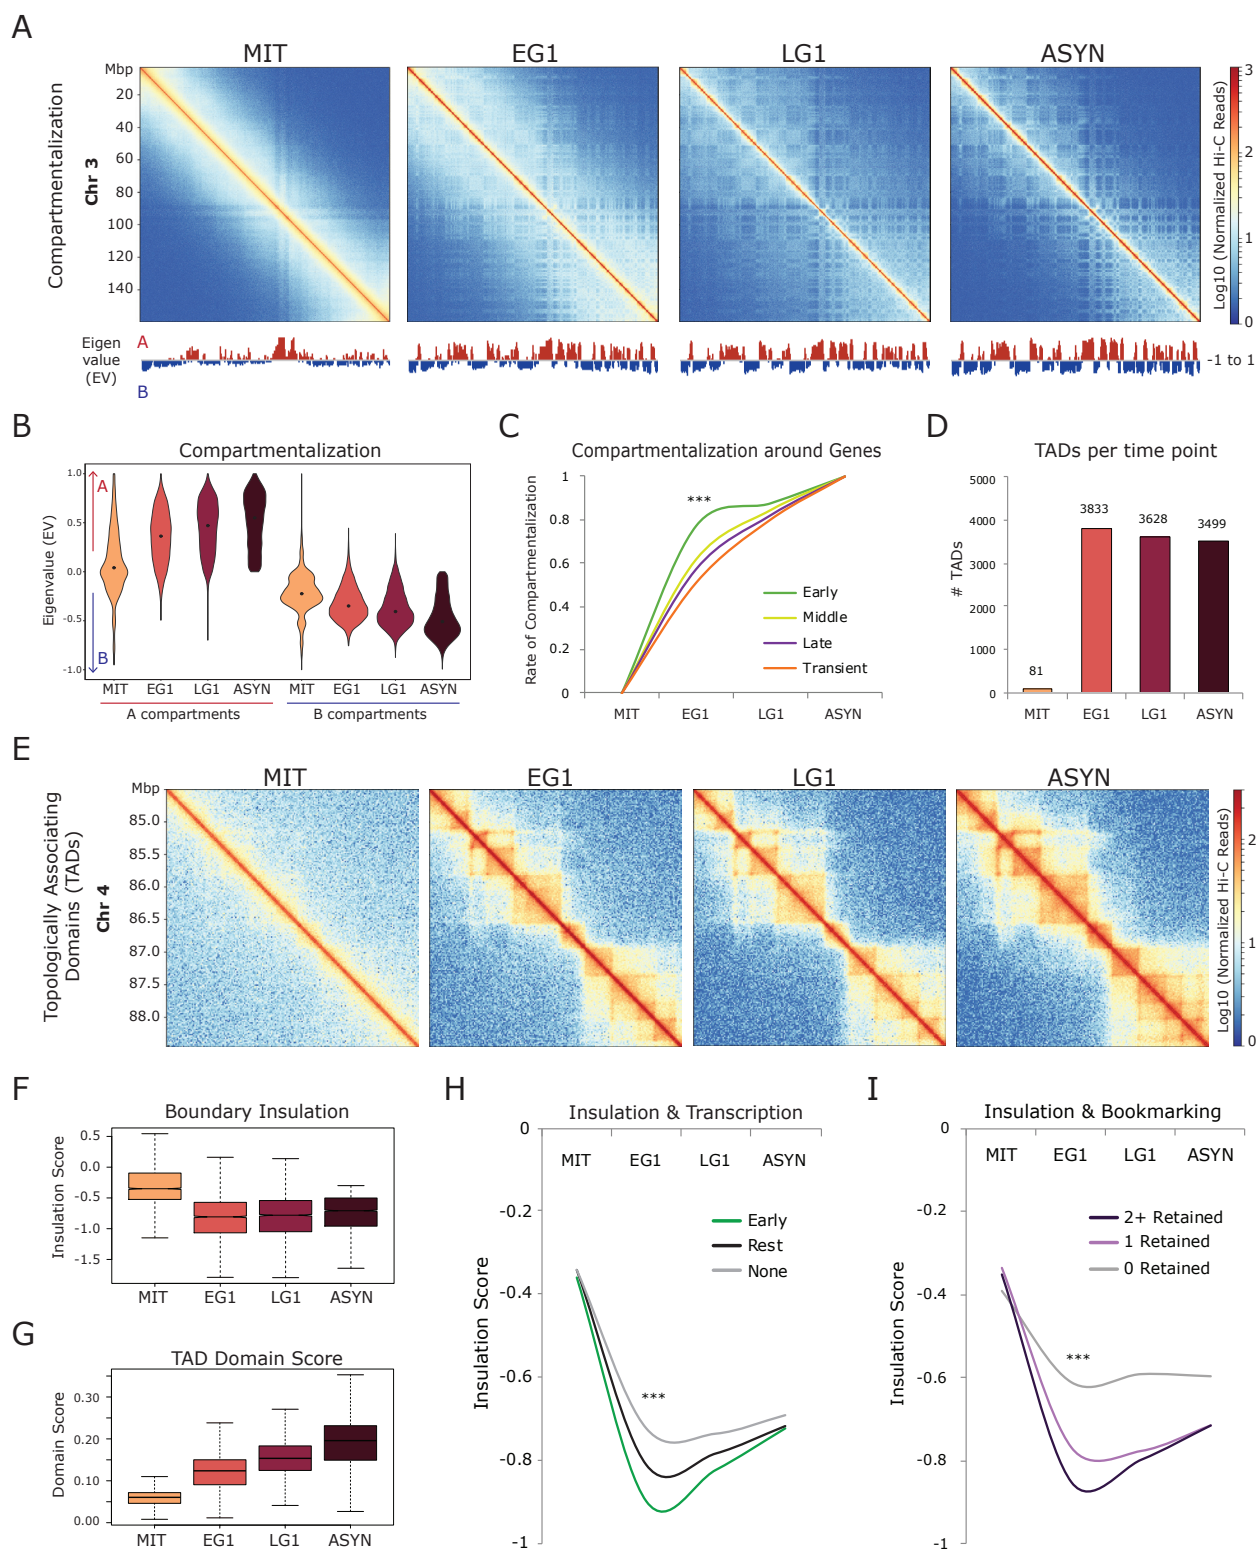 A
MIT
EG1
LG1
ASYN
Mbp
20
40
60
80
100
120
140
Compartmentalization
Chr 3
3
2
1
0
Log10 (Normalized Hi-C Reads)
Eigen
value
(EV)
A
B
-1 to 1
B
Compartmentalization
1.0
0.5
0.0
-0.5
-1.0
Eigenvalue (EV)
A
B
MIT
EG1
LG1
ASYN
MIT
EG1
LG1
ASYN
A compartments
B compartments
C
Compartmentalization around Genes
1
0.8
0.6
0.4
0.2
0
Rate of Compartmentalization
***
Early
Middle
Late
Transient
MIT
EG1
LG1
ASYN
D
TADs per time point
5000
4000
3000
2000
1000
0
# TADs
81
3833
3628
3499
MIT
EG1
LG1
ASYN
E
MIT
EG1
LG1
ASYN
Mbp
85.0
85.5
86.0
86.5
87.0
87.5
88.0
Topologically Associating
Domains (TADs)
Chr 4
2
1
0
Log10 (Normalized Hi-C Reads)
F
Boundary Insulation
0.5
0.0
-0.5
-1.0
-1.5
Insulation Score
MIT
EG1
LG1
ASYN
G
TAD Domain Score
0.30
0.20
0.10
0.00
Domain Score
MIT
EG1
LG1
ASYN
H
Insulation & Transcription
0
-0.2
-0.4
-0.6
-0.8
-1
Insulation Score
MIT
EG1
LG1
ASYN
Early
Rest
None
***
I
Insulation & Bookmarking
0
-0.2
-0.4
-0.6
-0.8
-1
Insulation Score
MIT
EG1
LG1
ASYN
2+ Retained
1 Retained
0 Retained
***